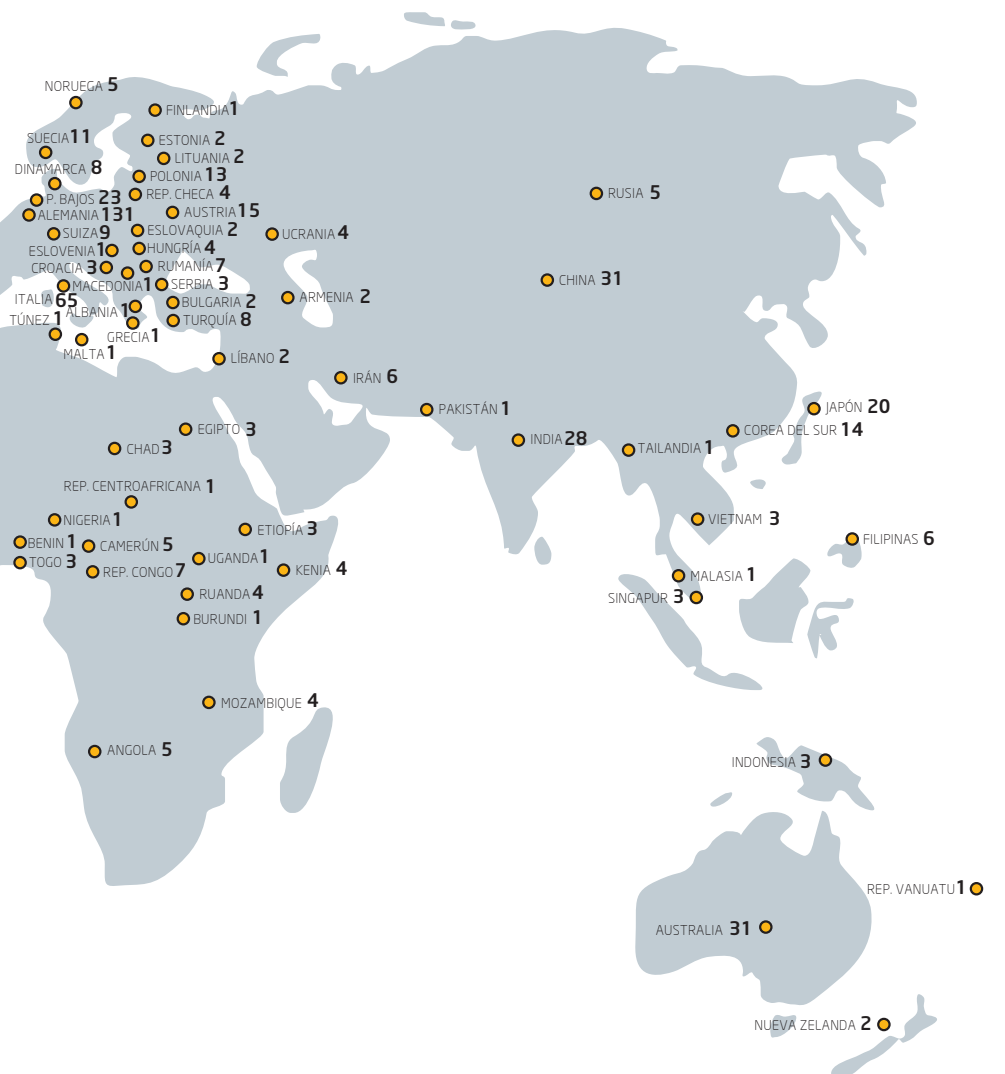 NORUEGA 5
FINLANDIA 1
SUECIA 11
ESTONIA 2
LITUANIA 2
DINAMARCA 8
POLONIA 13
REP. CHECA 4
RUSIA 5
P. BAJOS 23
ALEMANIA 131
AUSTRIA 15
SUIZA 9
ESLOVAQUIA 2
UCRANIA 4
ESLOVENIA 1
HUNGRÍA 4
CROACIA 3
RUMANÍA 7
MACEDONIA 1
SERBIA 3
CHINA 31
ITALIA 65
ALBANIA 1
BULGARIA 2
ARMENIA 2
TÚNEZ 1
TURQUÍA 8
GRECIA 1
MALTA 1
LÍBANO 2
IRÁN 6
PAKISTÁN 1
JAPÓN 20
EGIPTO 3
COREA DEL SUR 14
INDIA 28
CHAD 3
TAILANDIA 1
REP. CENTROAFRICANA 1
NIGERIA 1
VIETNAM 3
ETIOPÍA 3
FILIPINAS 6
BENIN 1
CAMERÚN 5
TOGO 3
UGANDA 1
REP. CONGO 7
KENIA 4
MALASIA 1
RUANDA 4
SINGAPUR 3
BURUNDI 1
MOZAMBIQUE 4
ANGOLA 5
INDONESIA 3
REP. VANUATU 1
AUSTRALIA 31
NUEVA ZELANDA 2